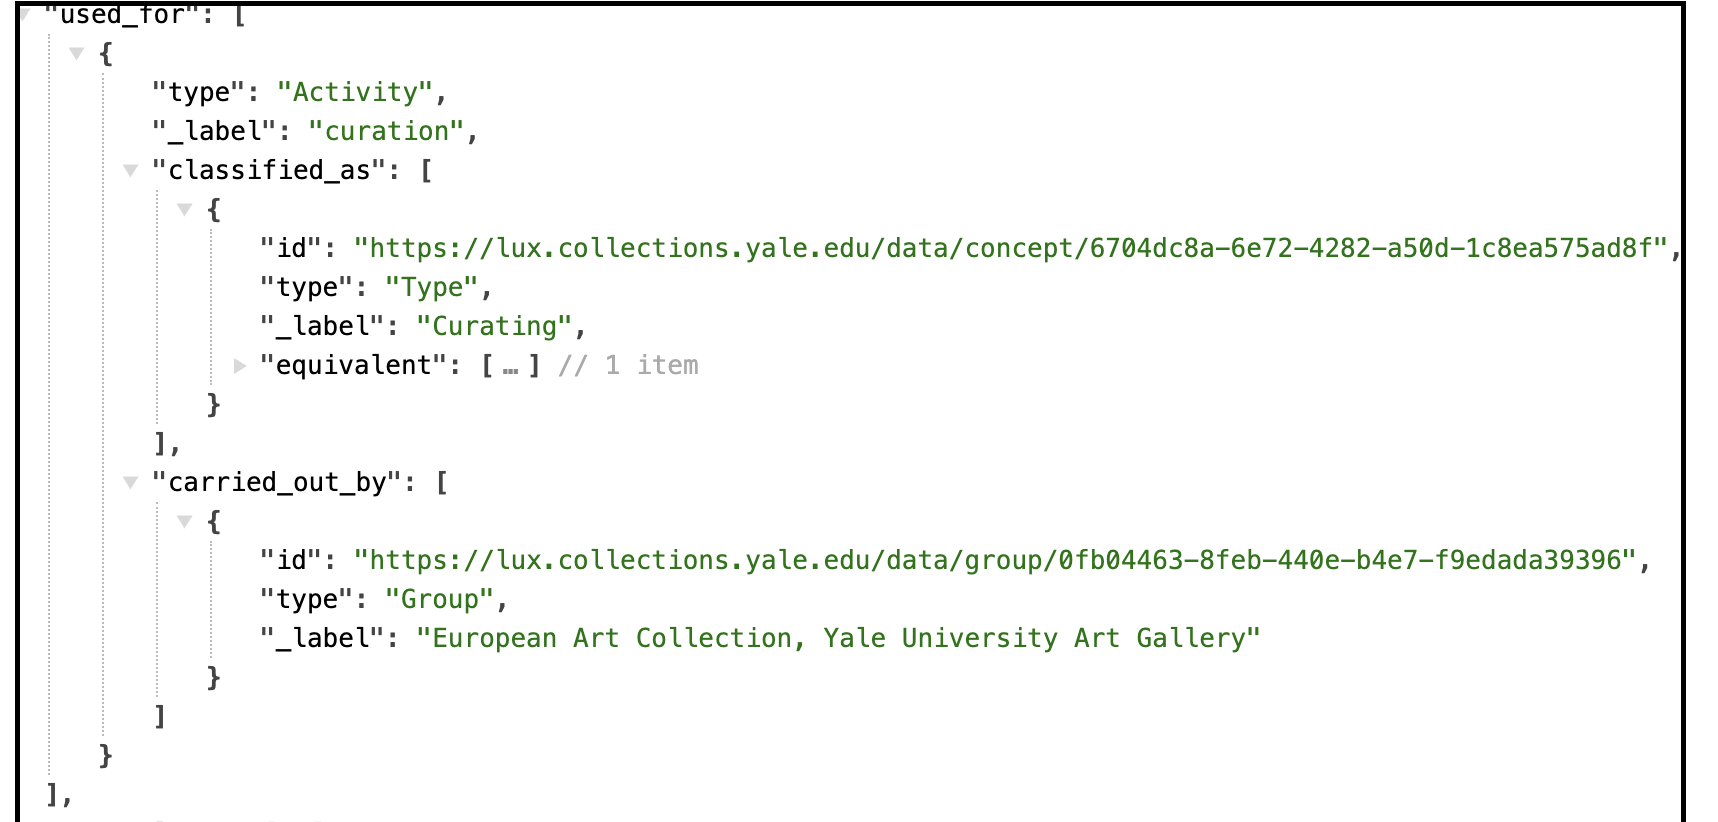 "used_for": [
{
"type": "Activity",
"_label": "curation",
"classified_as": [
{
"id": "https://lux.collections.yale.edu/data/concept/6704dc8a-6e72-4282-a50d-1c8ea575ad8f",
"type": "Type",
"_label": "Curating",
"equivalent": [ … ] // 1 item
}
],
"carried_out_by": [
{
"id": "https://lux.collections.yale.edu/data/group/0fb04463-8feb-440e-b4e7-f9edada39396",
"type": "Group",
"_label": "European Art Collection, Yale University Art Gallery"
}
]
}
],